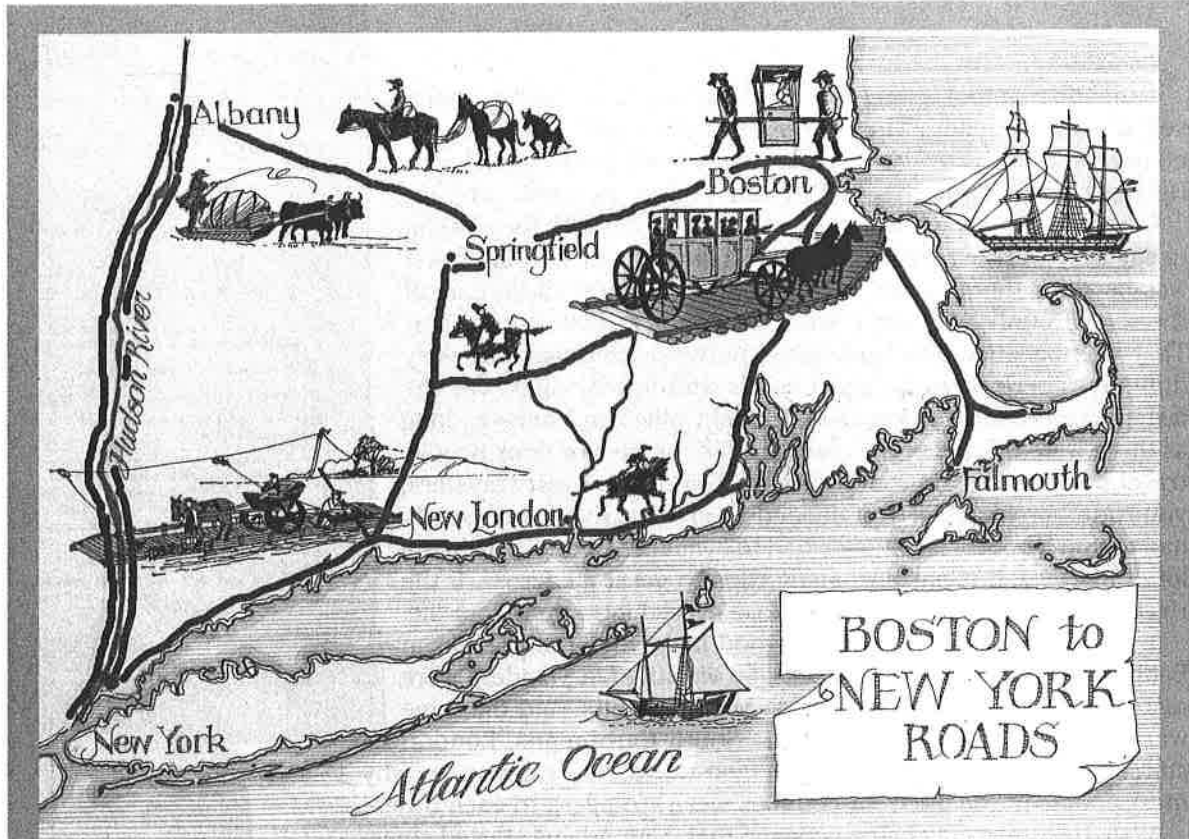 Albany
Boston
Springfield
Hudson River
New London
Falmouth
BOSTON to
NEW YORK
ROADS
New York
Atlantic Ocean